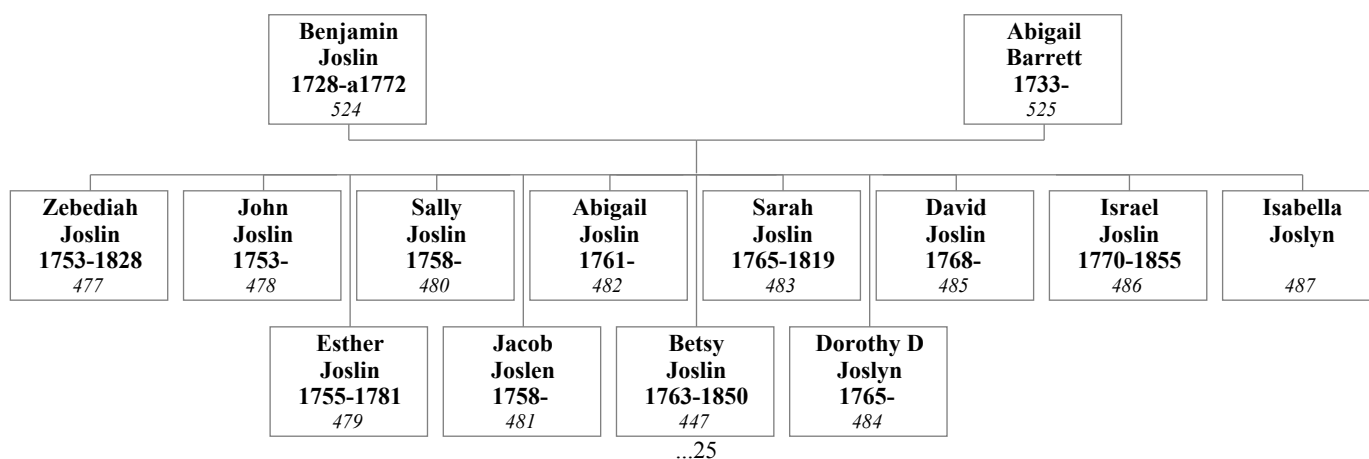 Benjamin
Joslin
1728-a1772
524
Abigail
Barrett
1733-
525
Zebediah
Joslin
1753-1828
477
John
Joslin
1753-
478
Sally
Joslin
1758-
480
Abigail
Joslin
1761-
482
Sarah
Joslin
1765-1819
483
David
Joslin
1768-
485
Israel
Joslin
1770-1855
486
Isabella
Joslyn
487
Esther
Joslin
1755-1781
479
Jacob
Joslen
1758-
481
Betsy
Joslin
1763-1850
447
...25
Dorothy D
Joslyn
1765-
484